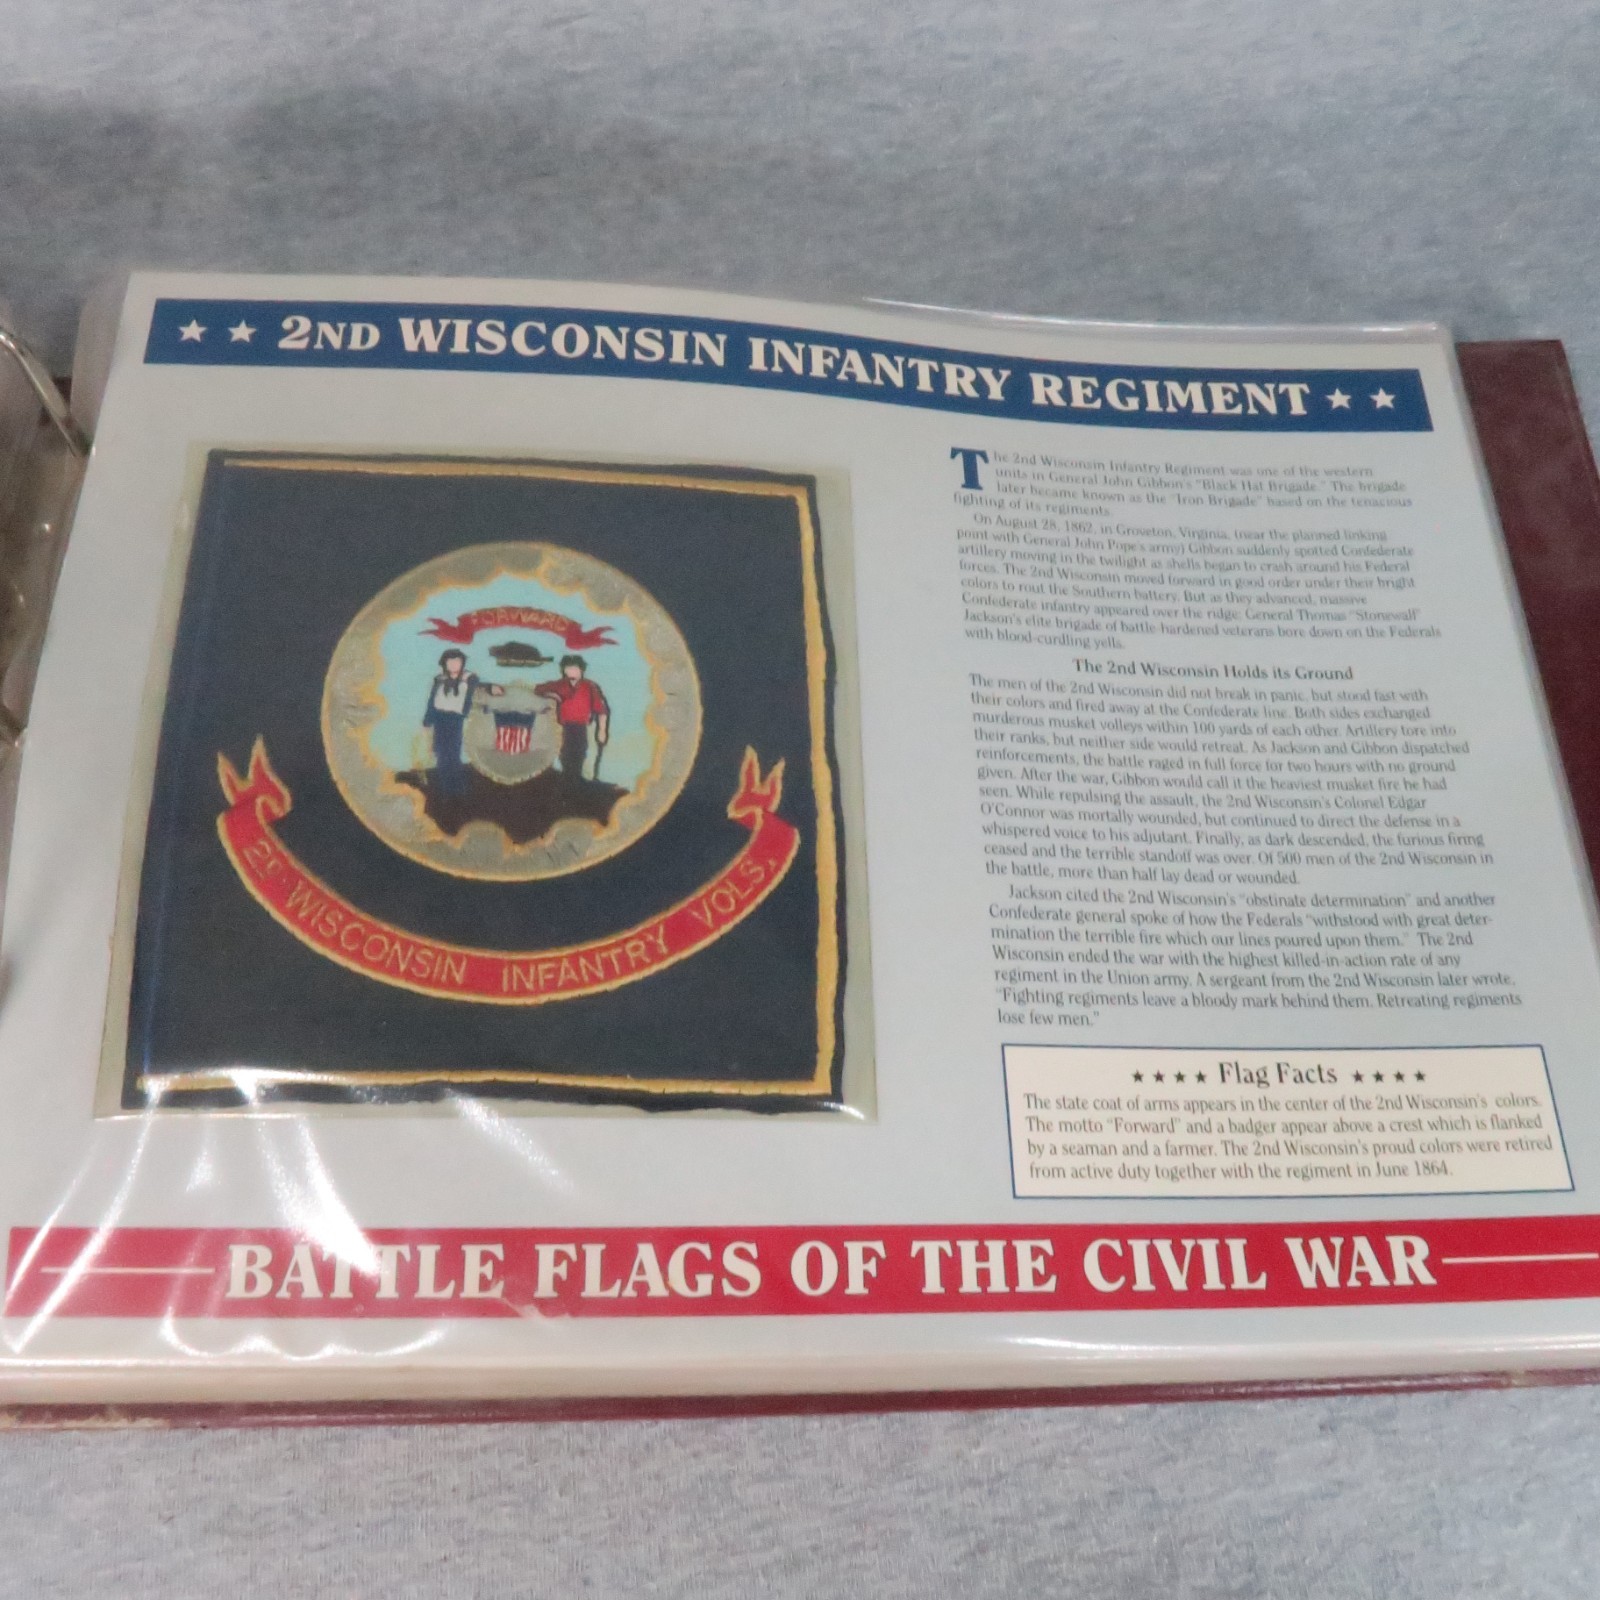 ★ ★ 2ND WISCONSIN INFANTRY REGIMENT ★ ★
FORWARD
2D. WISCONSIN INFANTRY VOLS.
The 2nd Wisconsin Infantry Regiment was one of the western
units in General John Gibbon's "Black Hat Brigade." The brigade
later became known as the "Iron Brigade" based on the tenacious
fighting of its regiments.
On August 28, 1862, in Groveton, Virginia, (near the planned linking
point with General John Pope's army) Gibbon suddenly spotted Confederate
artillery moving in the twilight as shells began to crash around his Federal
forces. The 2nd Wisconsin moved forward in good order under their bright
colors to rout the Southern battery. But as they advanced, massive
Confederate infantry appeared over the ridge; General Thomas "Stonewall"
Jackson's elite brigade of battle-hardened veterans bore down on the Federals
with blood-curdling yells.
The 2nd Wisconsin Holds its Ground
The men of the 2nd Wisconsin did not break in panic, but stood fast with
their colors and fired away at the Confederate line. Both sides exchanged
murderous musket volleys within 100 yards of each other. Artillery tore into
their ranks, but neither side would retreat. As Jackson and Gibbon dispatched
reinforcements, the battle raged in full force for two hours with no ground
given. After the war, Gibbon would call it the heaviest musket fire he had
seen. While repulsing the assault, the 2nd Wisconsin's Colonel Edgar
O'Connor was mortally wounded, but continued to direct the defense in a
whispered voice to his adjutant. Finally, as dark descended, the furious firing
ceased and the terrible standoff was over. Of 500 men of the 2nd Wisconsin in
the battle, more than half lay dead or wounded.
Jackson cited the 2nd Wisconsin's "obstinate determination" and another
Confederate general spoke of how the Federals "withstood with great deter-
mination the terrible fire which our lines poured upon them." The 2nd
Wisconsin ended the war with the highest killed-in-action rate of any
regiment in the Union army. A sergeant from the 2nd Wisconsin later wrote,
"Fighting regiments leave a bloody mark behind them. Retreating regiments
lose few men."
★ ★ ★ ★ Flag Facts ★ ★ ★ ★
The state coat of arms appears in the center of the 2nd Wisconsin's colors.
The motto "Forward" and a badger appear above a crest which is flanked
by a seaman and a farmer. The 2nd Wisconsin's proud colors were retired
from active duty together with the regiment in June 1864.
BATTLE FLAGS OF THE CIVIL WAR